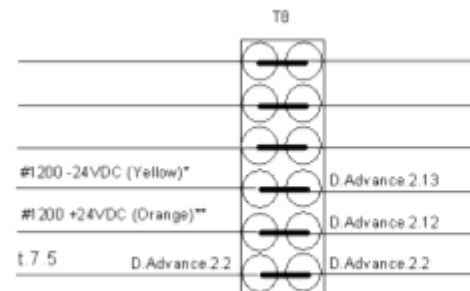 TB
#1200 -24VDC (Yellow)*
D.Advance.2.13
#1200 +24VDC (Orange)**
D.Advance.2.12
t.7.5 D.Advance.2.2 D.Advance.2.2